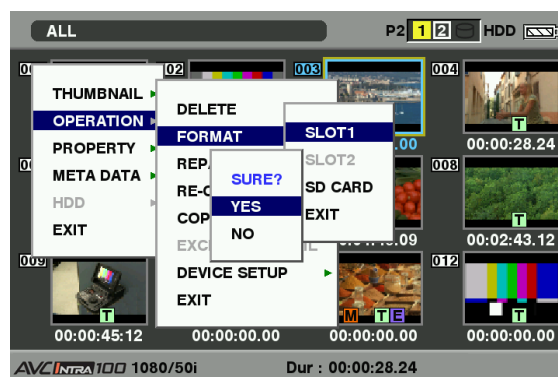 ALL P2 1 2 HDD
02 003 004
THUMBNAIL
OPERATION
PROPERTY
META DATA
HDD
EXIT
DELETE
FORMAT
DEVICE SETUP
EXIT
SLOT1
SLOT2
SD CARD
EXIT
SURE?
YES
NO
T
00:00:28.24
008
T
00:02:43.12
009
T
00:00:45:12
00:00:00.00
M T E
00:00:00.00
012
T
00:00:00.00
AVC INTRA 100 1080/50i Dur : 00:00:28.24